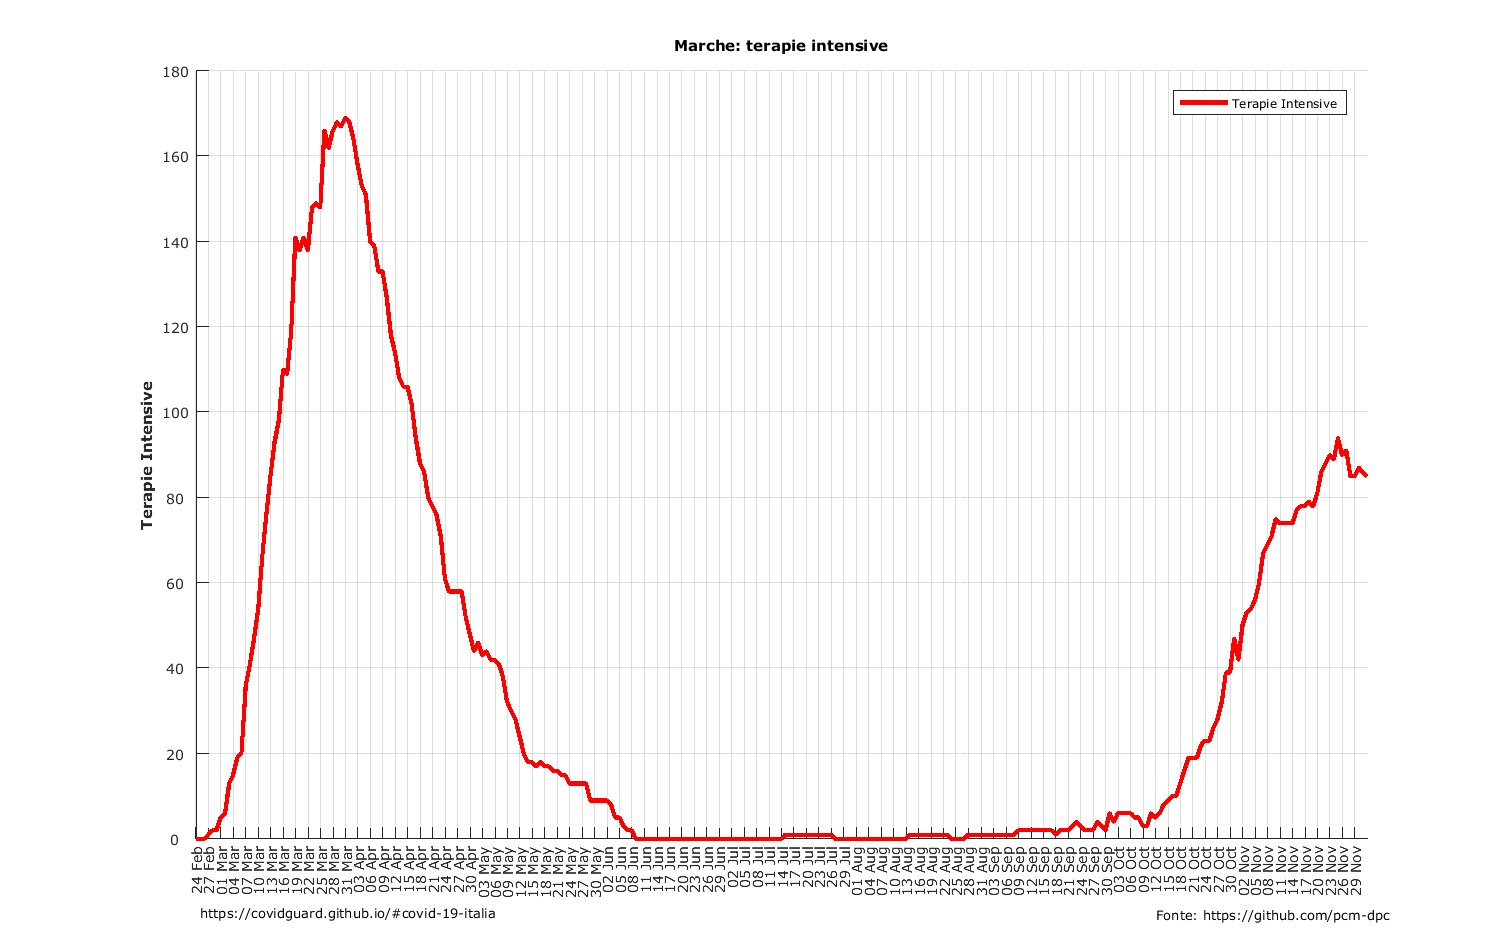 Marche: terapie intensive
Terapie Intensive
Terapie Intensive
180
160
140
120
100
80
60
40
20
0
24 Feb
27 Feb
01 Mar
04 Mar
07 Mar
10 Mar
13 Mar
16 Mar
19 Mar
22 Mar
25 Mar
28 Mar
31 Mar
03 Apr
06 Apr
09 Apr
12 Apr
15 Apr
18 Apr
21 Apr
24 Apr
27 Apr
30 Apr
03 May
06 May
09 May
12 May
15 May
18 May
21 May
24 May
27 May
30 May
02 Jun
05 Jun
08 Jun
11 Jun
14 Jun
17 Jun
20 Jun
23 Jun
26 Jun
29 Jun
02 Jul
05 Jul
08 Jul
11 Jul
14 Jul
17 Jul
20 Jul
23 Jul
26 Jul
29 Jul
01 Aug
04 Aug
07 Aug
10 Aug
13 Aug
16 Aug
19 Aug
22 Aug
25 Aug
28 Aug
31 Aug
03 Sep
06 Sep
09 Sep
12 Sep
15 Sep
18 Sep
21 Sep
24 Sep
27 Sep
30 Sep
03 Oct
06 Oct
09 Oct
12 Oct
15 Oct
18 Oct
21 Oct
24 Oct
27 Oct
30 Oct
02 Nov
05 Nov
08 Nov
11 Nov
14 Nov
17 Nov
20 Nov
23 Nov
26 Nov
29 Nov
https://covidguard.github.io/#covid-19-italia
Fonte: https://github.com/pcm-dpc